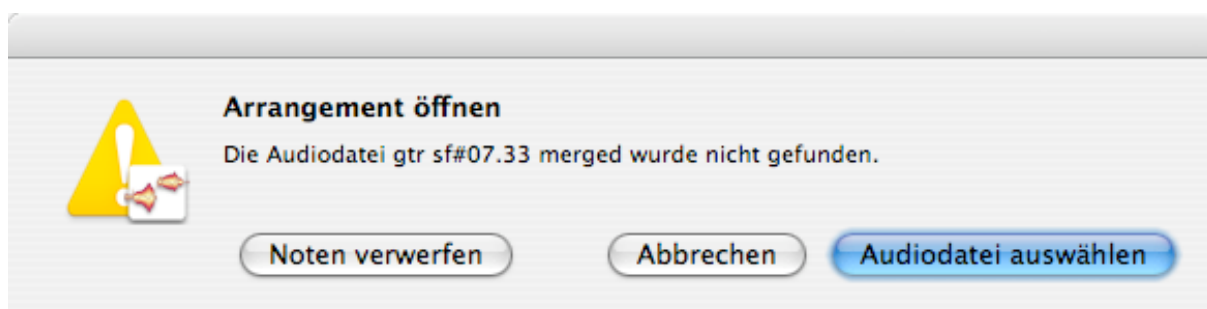 Arrangement öffnen
Die Audiodatei gtr sf#07.33 merged wurde nicht gefunden.
Noten verwerfen Abbrechen Audiodatei auswählen